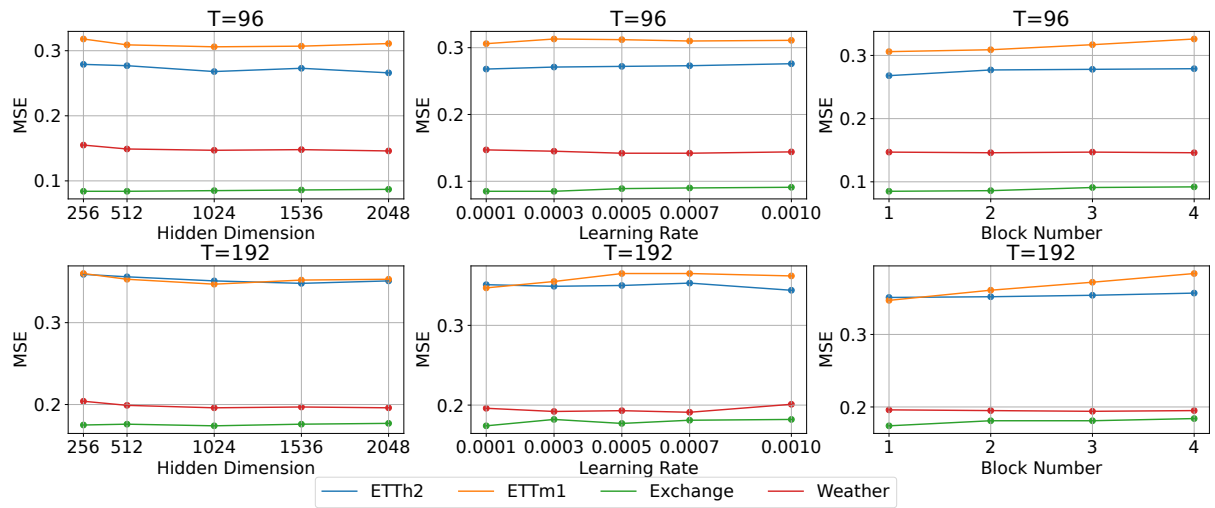 T=96
T=96
T=96
MSE
0.3
0.2
0.1
256 512 1024 1536 2048
Hidden Dimension
MSE
0.3
0.2
0.1
0.0001 0.0003 0.0005 0.0007 0.0010
Learning Rate
MSE
0.3
0.2
0.1
1 2 3 4
Block Number
T=192
T=192
T=192
MSE
0.3
0.2
256 512 1024 1536 2048
Hidden Dimension
MSE
0.3
0.2
0.0001 0.0003 0.0005 0.0007 0.0010
Learning Rate
MSE
0.3
0.2
1 2 3 4
Block Number
ETTh2 ETTm1 Exchange Weather